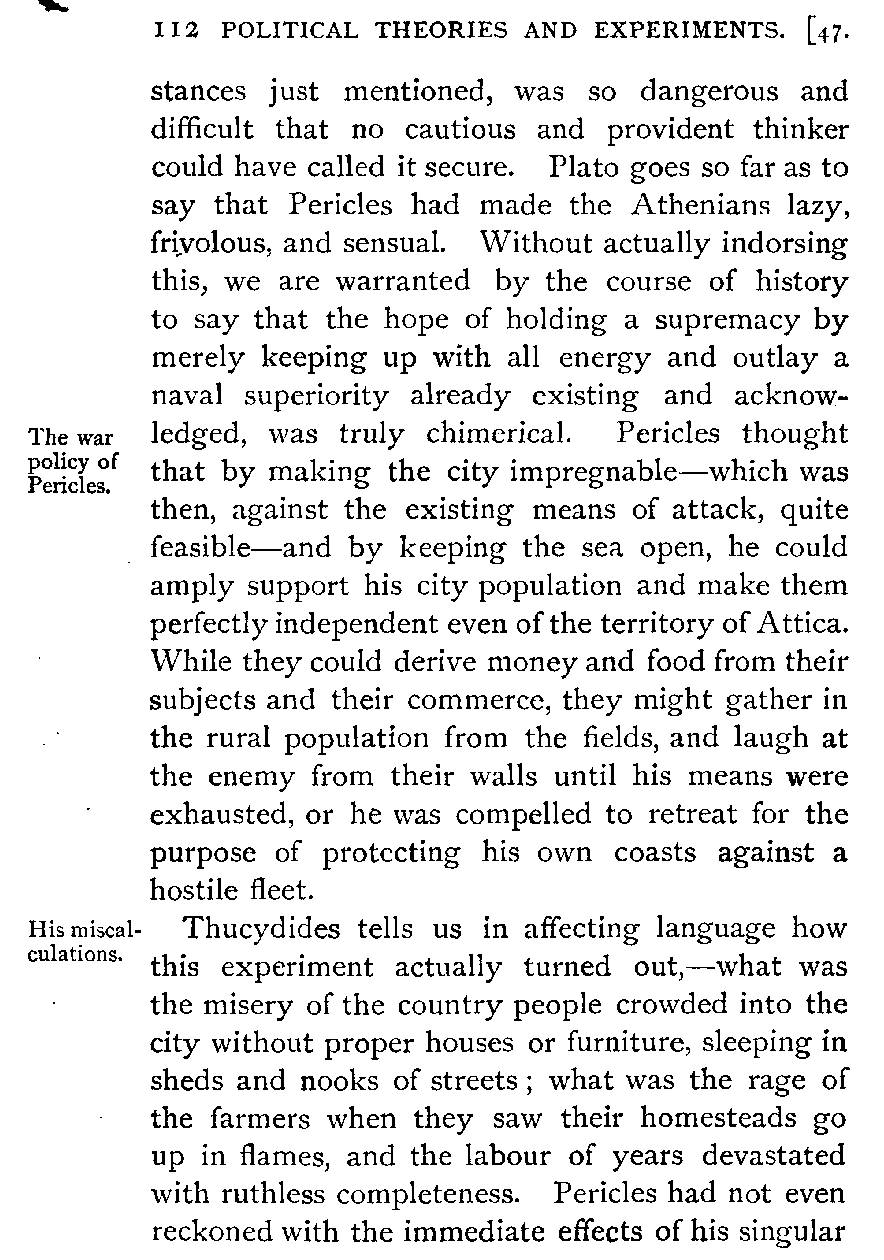 112 POLITICAL THEORIES AND EXPERIMENTS. [47.
stances just mentioned, was so dangerous and
difficult that no cautious and provident thinker
could have called it secure. Plato goes so far as to
say that Pericles had made the Athenians lazy,
frivolous, and sensual. Without actually indorsing
this, we are warranted by the course of history
to say that the hope of holding a supremacy by
merely keeping up with all energy and outlay a
naval superiority already existing and acknow-
The war
policy of
Pericles.
ledged, was truly chimerical. Pericles thought
that by making the city impregnable—which was
then, against the existing means of attack, quite
feasible—and by keeping the sea open, he could
amply support his city population and make them
perfectly independent even of the territory of Attica.
While they could derive money and food from their
subjects and their commerce, they might gather in
the rural population from the fields, and laugh at
the enemy from their walls until his means were
exhausted, or he was compelled to retreat for the
purpose of protecting his own coasts against a
hostile fleet.
His miscal-
culations.
Thucydides tells us in affecting language how
this experiment actually turned out,—what was
the misery of the country people crowded into the
city without proper houses or furniture, sleeping in
sheds and nooks of streets ; what was the rage of
the farmers when they saw their homesteads go
up in flames, and the labour of years devastated
with ruthless completeness. Pericles had not even
reckoned with the immediate effects of his singular